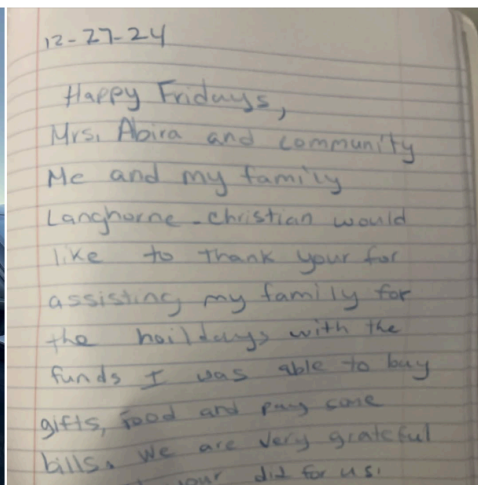 12-27-24
Happy Fridays,
Mrs. Abira and community
Me and my family
Langhorne-christian would
like to thank your for
assisting my family for
the haildays with the
funds I was able to buy
gifts, food and pay some
bills. We are very grateful
your did for us.